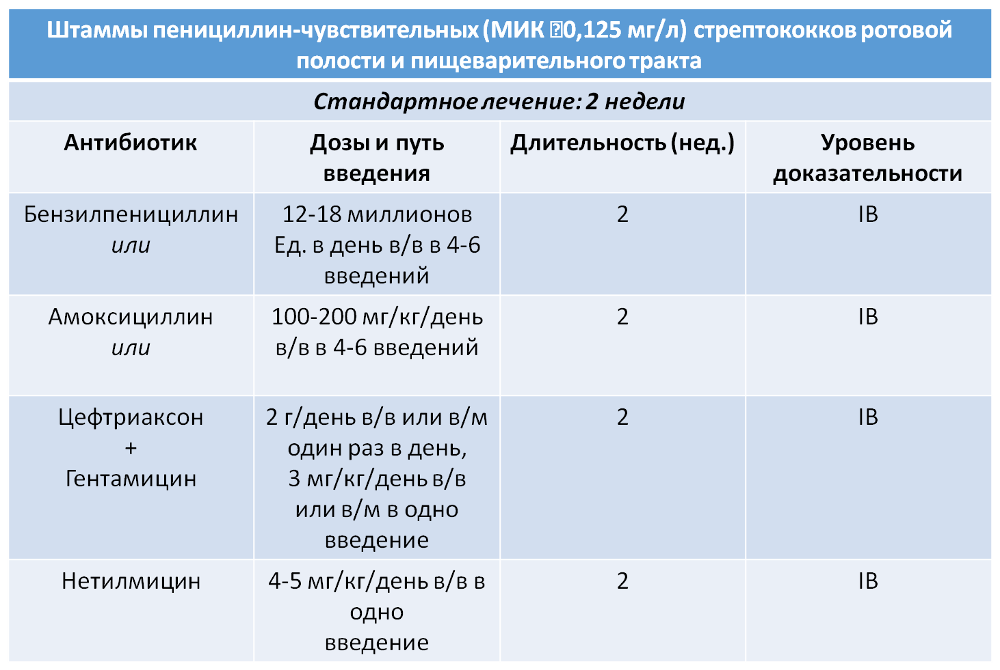 Штаммы пенициллин-чувствительных (МИК 0,125 мг/л) стрептококков ротовой
полости и пищеварительного тракта
Стандартное лечение: 2 недели
Антибиотик
Дозы и путь
введения
Длительность (нед.)
Уровень
доказательности
Бензилпенициллин
или
12-18 миллионов
Ед. в день в/в в 4-6
введений
2
IB
Амоксициллин
или
100-200 мг/кг/день
в/в в 4-6 введений
2
IB
Цефтриаксон
+
Гентамицин
2 г/день в/в или в/м
один раз в день,
3 мг/кг/день в/в
или в/м в одно
введение
2
IB
Нетилмицин
4-5 мг/кг/день в/в в
одно
введение
2
IB